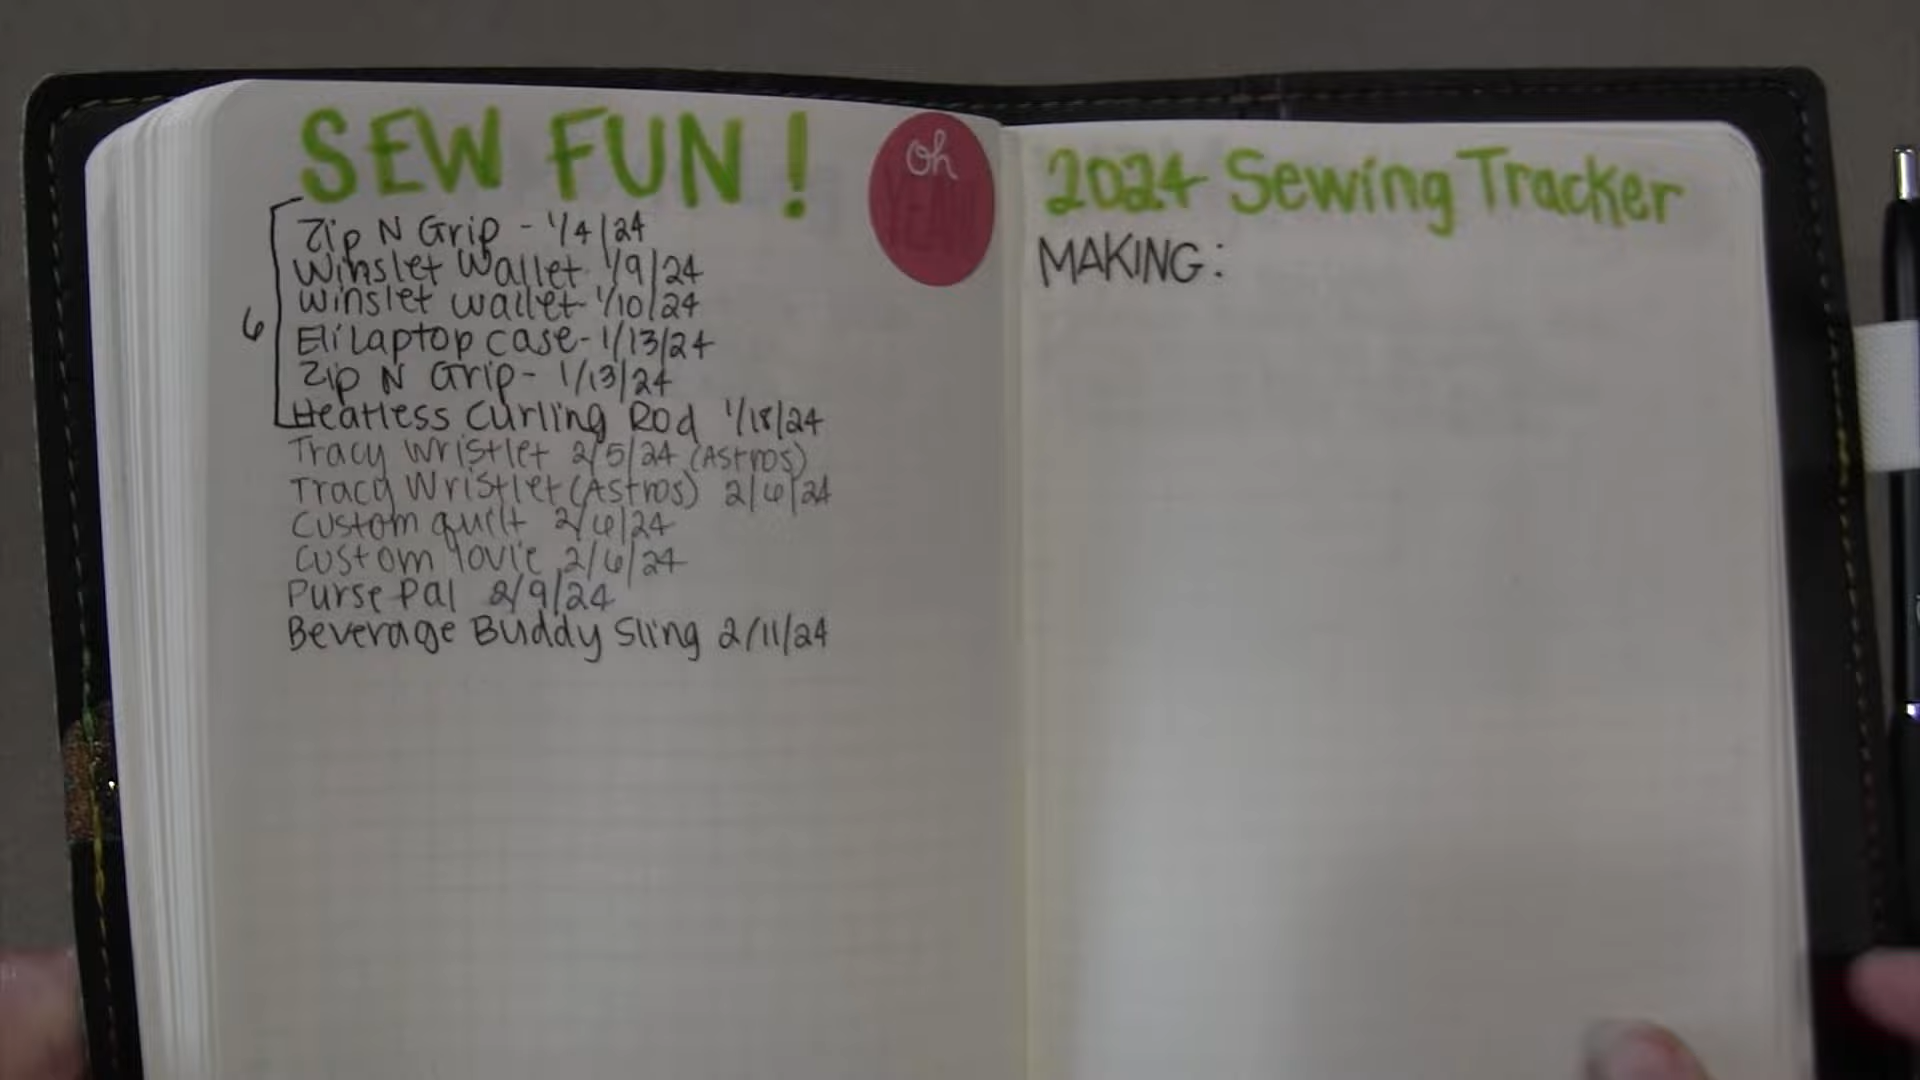 SEW FUN!
oh
YEAH
Zip N Grip - 1/4/24
Winslet Wallet 1/9/24
Winslet wallet 1/10/24
6
Eli Laptop case - 1/13/24
Zip N Grip - 1/13/24
Heatless Curling Rod 1/18/24
Tracy Wristlet 2/5/24 (Astros)
Tracy Wristlet (Astros) 2/6/24
Custom quilt 2/6/24
Custom lovie 2/6/24
Purse Pal 2/9/24
Beverage Buddy Sling 2/11/24
2024 Sewing Tracker
MAKING: